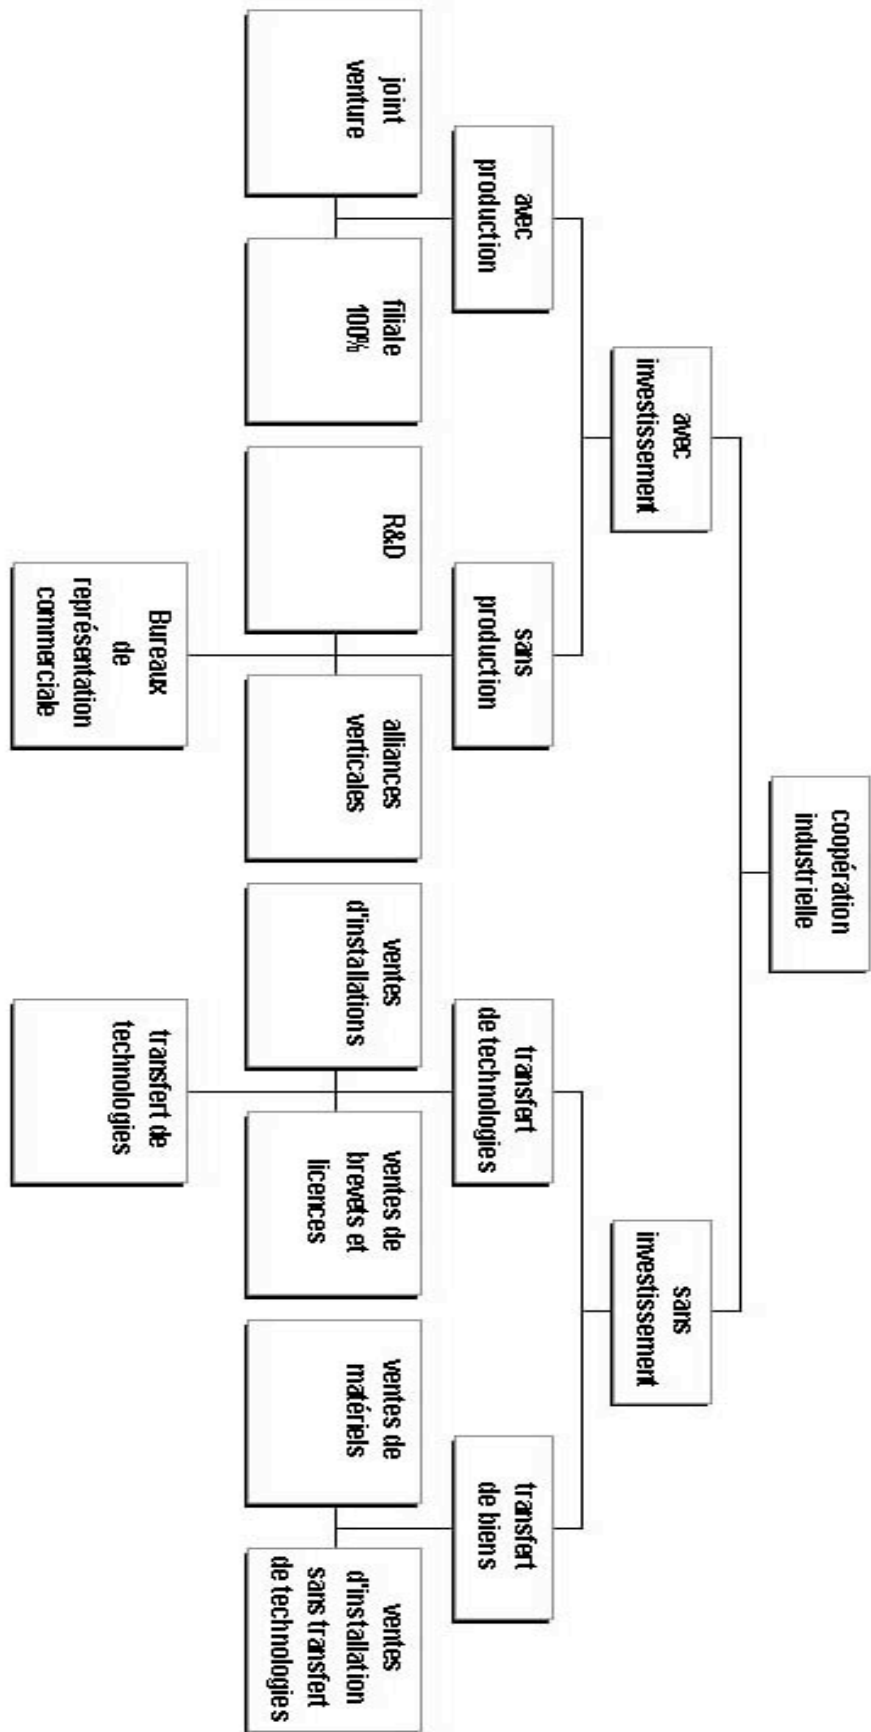 coopération
industrielle
avec
investissement
sans
investissement
avec
production
sans
production
transfert
de technologies
transfert
de biens
joint
venture
filiale
100%
R&D
alliances
verticales
ventes
d'installations
ventes de
brevets et
licences
ventes de
matériels
ventes
d'installation
sans transfert
de technologies
Bureaux
de
représentation
commerciale
transfert de
technologies